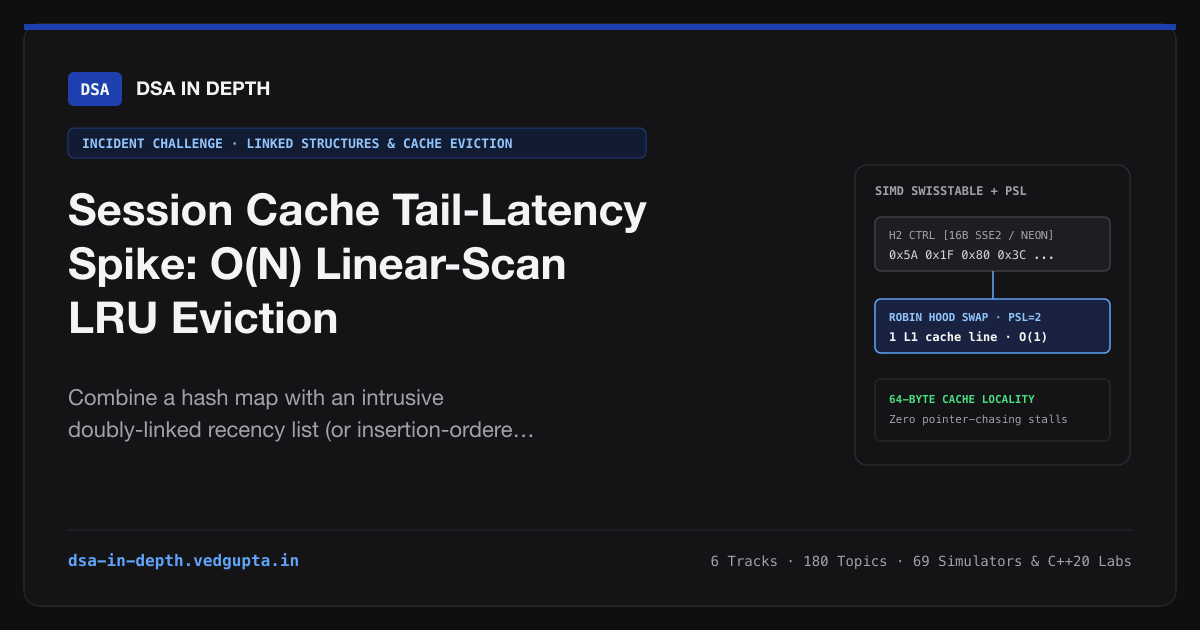 DSA
DSA IN DEPTH
INCIDENT CHALLENGE · LINKED STRUCTURES & CACHE EVICTION
Session Cache Tail-Latency
Spike: O(N) Linear-Scan
LRU Eviction
Combine a hash map with an intrusive
doubly-linked recency list (or insertion-ordere…
SIMD SWISSTABLE + PSL
H2 CTRL [16B SSE2 / NEON]
0x5A 0x1F 0x80 0x3C ...
ROBIN HOOD SWAP · PSL=2
1 L1 cache line · O(1)
64-BYTE CACHE LOCALITY
Zero pointer-chasing stalls
dsa-in-depth.vedgupta.in
6 Tracks · 180 Topics · 69 Simulators & C++20 Labs